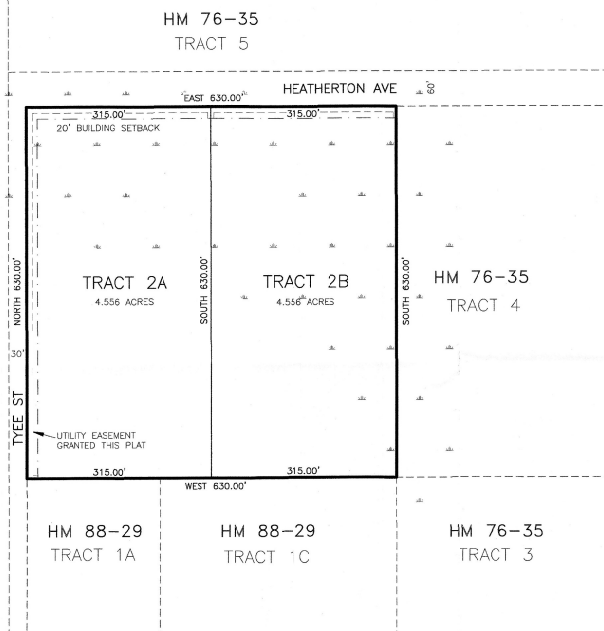 HM 76-35
TRACT 5
HEATHERTON AVE
60'
EAST 630.00'
315.00'
315.00'
20' BUILDING SETBACK
NORTH 630.00'
SOUTH 630.00'
SOUTH 630.00'
TRACT 2A
4.556 ACRES
TRACT 2B
4.556 ACRES
HM 76-35
TRACT 4
30'
TYEE ST
UTILITY EASEMENT
GRANTED THIS PLAT
315.00'
315.00'
WEST 630.00'
HM 88-29
TRACT 1A
HM 88-29
TRACT 1C
HM 76-35
TRACT 3